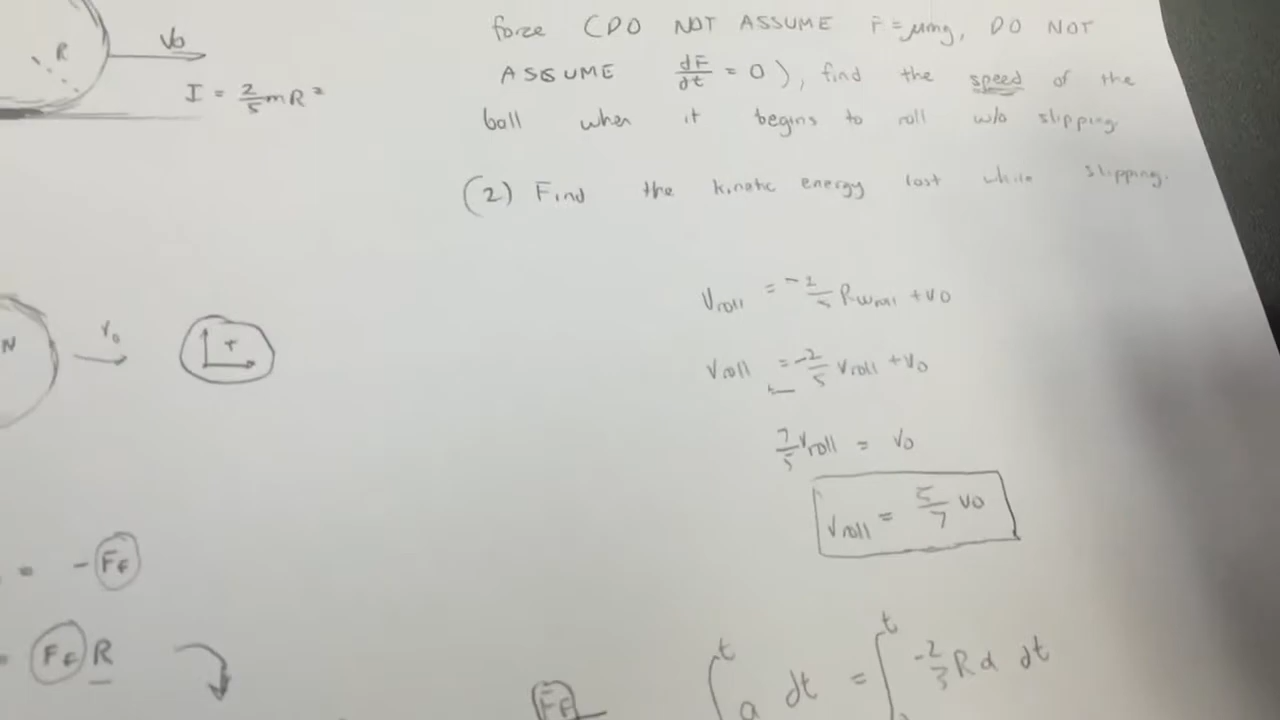 force (DO NOT ASSUME F = μmg, DO NOT
ASSUME dF/dt = 0), find the speed of the
ball when it begins to roll w/o slipping
(2) Find the kinetic energy lost while slipping.
R
V0
I = 2/5 mR²
Vroll = -2/5 Rωroll + V0
N
V0
+
Vroll = -2/5 Vroll + V0
7/5 Vroll = V0
Vroll = 5/7 V0
= -Ff
= Ff R
Ff
∫ᵗ a dt = ∫ᵗ -2/5 Rα dt